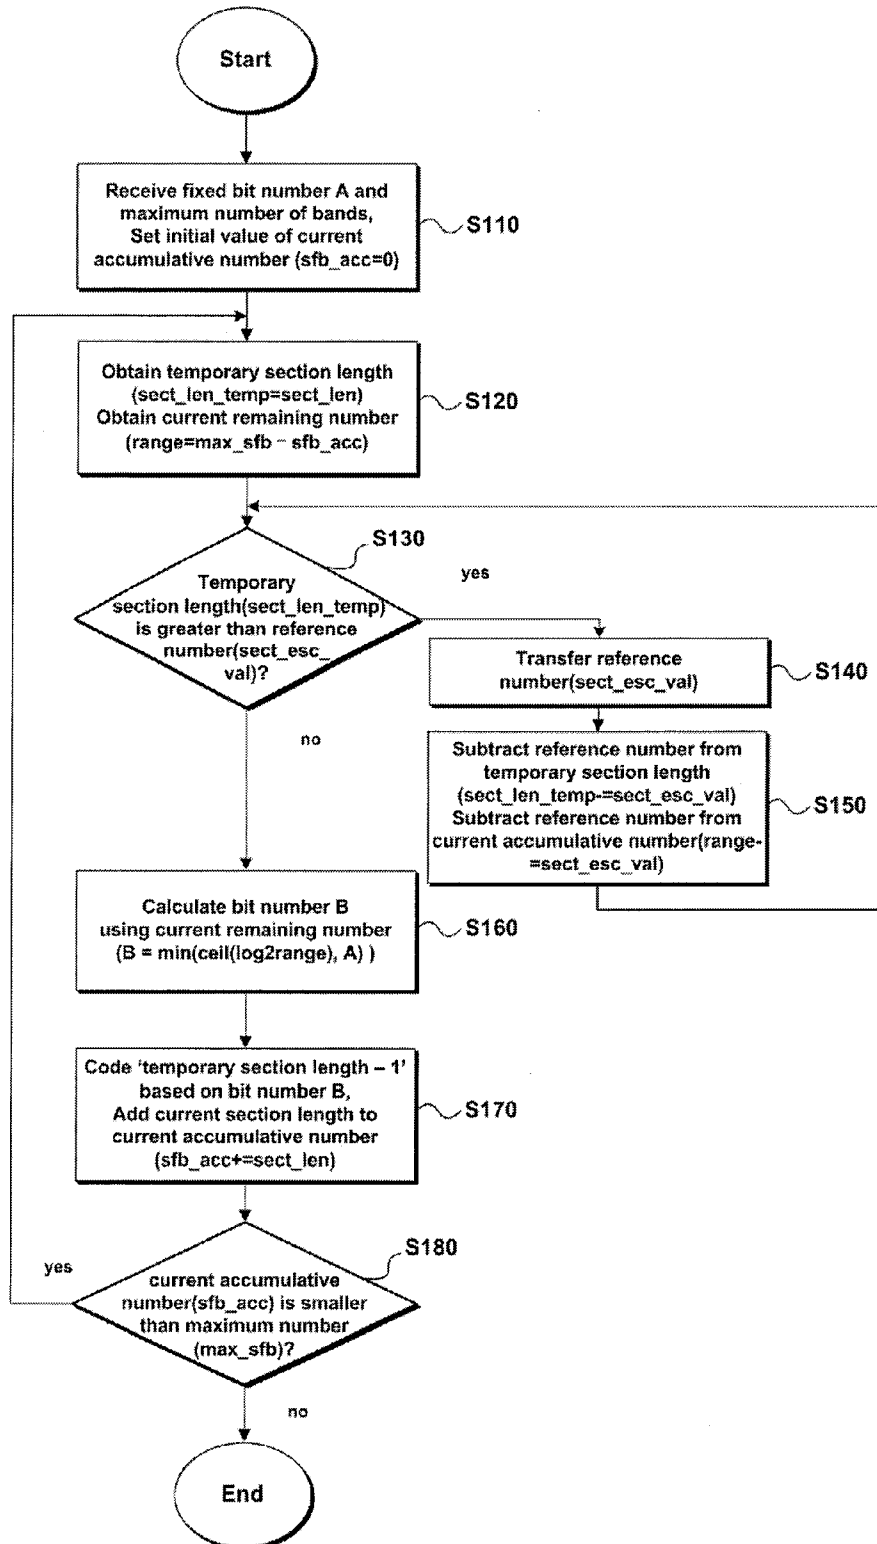 Start
Receive fixed bit number A and
maximum number of bands,
Set initial value of current
accumulative number (sfb_acc=0)
S110
Obtain temporary section length
(sect_len_temp=sect_len)
Obtain current remaining number
(range=max_sfb - sfb_acc)
S120
S130
Temporary
section length(sect_len_temp)
is greater than reference
number(sect_esc_
val)?
yes
no
Transfer reference
number(sect_esc_val)
S140
Subtract reference number from
temporary section length
(sect_len_temp-=sect_esc_val)
Subtract reference number from
current accumulative number(range-
=sect_esc_val)
S150
Calculate bit number B
using current remaining number
(B = min(ceil(log2range), A) )
S160
Code ‘temporary section length – 1’
based on bit number B,
Add current section length to
current accumulative number
(sfb_acc+=sect_len)
S170
S180
yes
current accumulative
number(sfb_acc) is smaller
than maximum number
(max_sfb)?
no
End